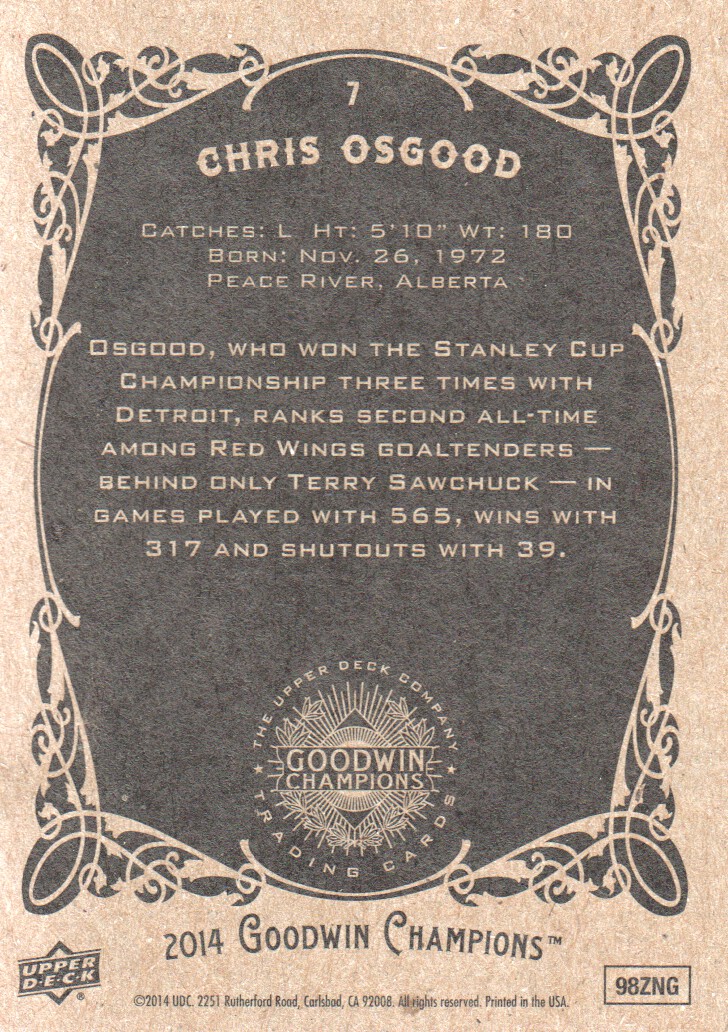 7
CHRIS OSGOOD
CATCHES: L HT: 5'10" WT: 180
BORN: NOV. 26, 1972
PEACE RIVER, ALBERTA
OSGOOD, WHO WON THE STANLEY CUP
CHAMPIONSHIP THREE TIMES WITH
DETROIT, RANKS SECOND ALL-TIME
AMONG RED WINGS GOALTENDERS —
BEHIND ONLY TERRY SAWCHUCK — IN
GAMES PLAYED WITH 565, WINS WITH
317 AND SHUTOUTS WITH 39.
THE UPPER DECK COMPANY
GOODWIN
CHAMPIONS
TRADING CARDS
2014 GOODWIN CHAMPIONS™
UPPER
D·E·C·K®
©2014 UDC. 2251 Rutherford Road, Carlsbad, CA 92008. All rights reserved. Printed in the USA.
98ZNG